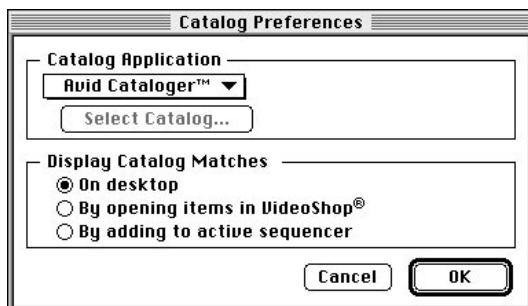 Catalog Preferences
Catalog Application
Avid Cataloger™
Select Catalog...
Display Catalog Matches
On desktop
By opening items in VideoShop®
By adding to active sequencer
Cancel OK